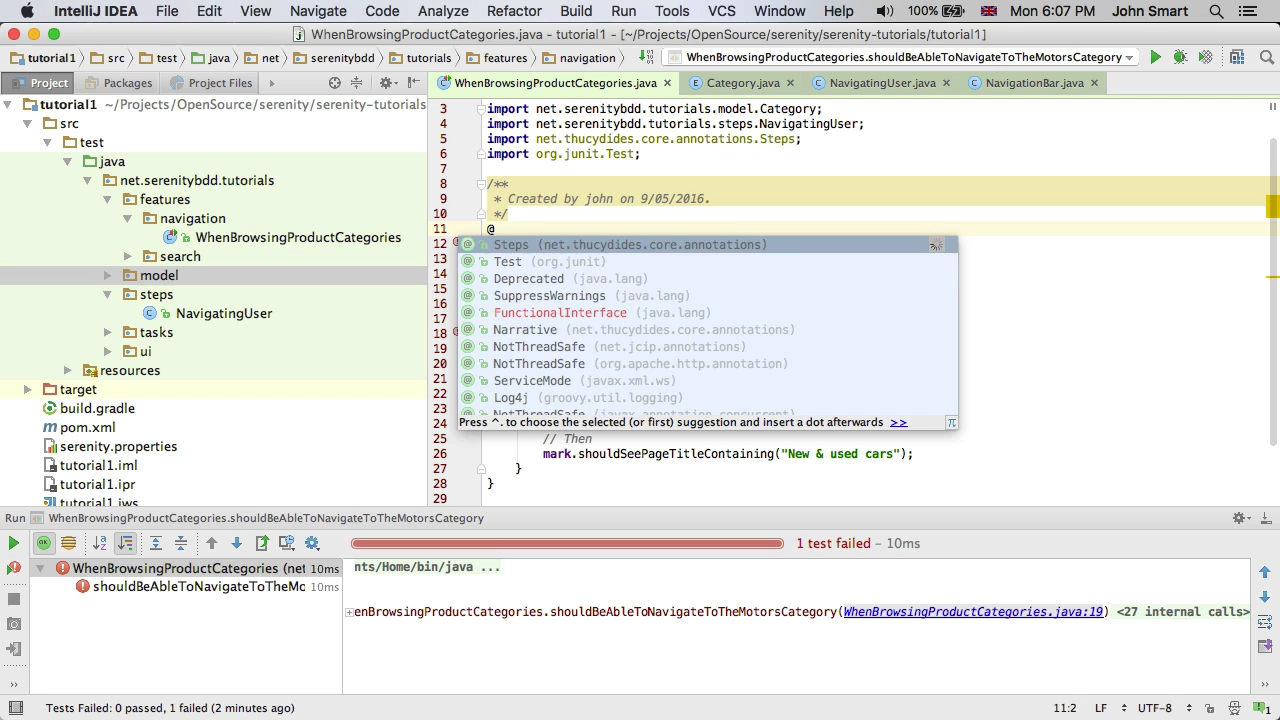 IntelliJ IDEA File Edit View Navigate Code Analyze Refactor Build Run Tools VCS Window Help 100% Mon 6:07 PM John Smart
WhenBrowsingProductCategories.java - tutorial1 - [~/Projects/OpenSource/serenity/serenity-tutorials/tutorial1]
tutorial1 src test java net serenitybdd tutorials features navigation WhenBrowsingProductCategories.shouldBeAbleToNavigateToTheMotorsCategory
Project Packages Project Files WhenBrowsingProductCategories.java Category.java NavigatingUser.java NavigationBar.java
tutorial1 ~/Projects/OpenSource/serenity/serenity-tutorials
src
test
java
net.serenitybdd.tutorials
features
navigation
WhenBrowsingProductCategories
search
model
steps
NavigatingUser
tasks
ui
resources
target
build.gradle
pom.xml
serenity.properties
tutorial1.iml
tutorial1.ipr
tutorial1.iws
3 import net.serenitybdd.tutorials.model.Category;
4 import net.serenitybdd.tutorials.steps.NavigatingUser;
5 import net.thucydides.core.annotations.Steps;
6 import org.junit.Test;
7
8 /**
9 * Created by john on 9/05/2016.
10 */
11 @
12
13
14
15
16
17
18
19
20
21
22
23
24
25 // Then
26 mark.shouldSeePageTitleContaining("New & used cars");
27 }
28 }
29
Steps (net.thucydides.core.annotations)
Test (org.junit)
Deprecated (java.lang)
SuppressWarnings (java.lang)
FunctionalInterface (java.lang)
Narrative (net.thucydides.core.annotations)
NotThreadSafe (net.jcip.annotations)
NotThreadSafe (org.apache.http.annotation)
ServiceMode (javax.xml.ws)
Log4j (groovy.util.logging)
NotThreadSafe (javax.annotation.concurrent)
Press ^. to choose the selected (or first) suggestion and insert a dot afterwards >> π
Run WhenBrowsingProductCategories.shouldBeAbleToNavigateToTheMotorsCategory
1 test failed – 10ms
WhenBrowsingProductCategories (net 10ms
shouldBeAbleToNavigateToTheMo 10ms
nts/Home/bin/java ...
enBrowsingProductCategories.shouldBeAbleToNavigateToTheMotorsCategory(WhenBrowsingProductCategories.java:19) <27 internal calls>
Tests Failed: 0 passed, 1 failed (2 minutes ago) 11:2 LF UTF-8 1